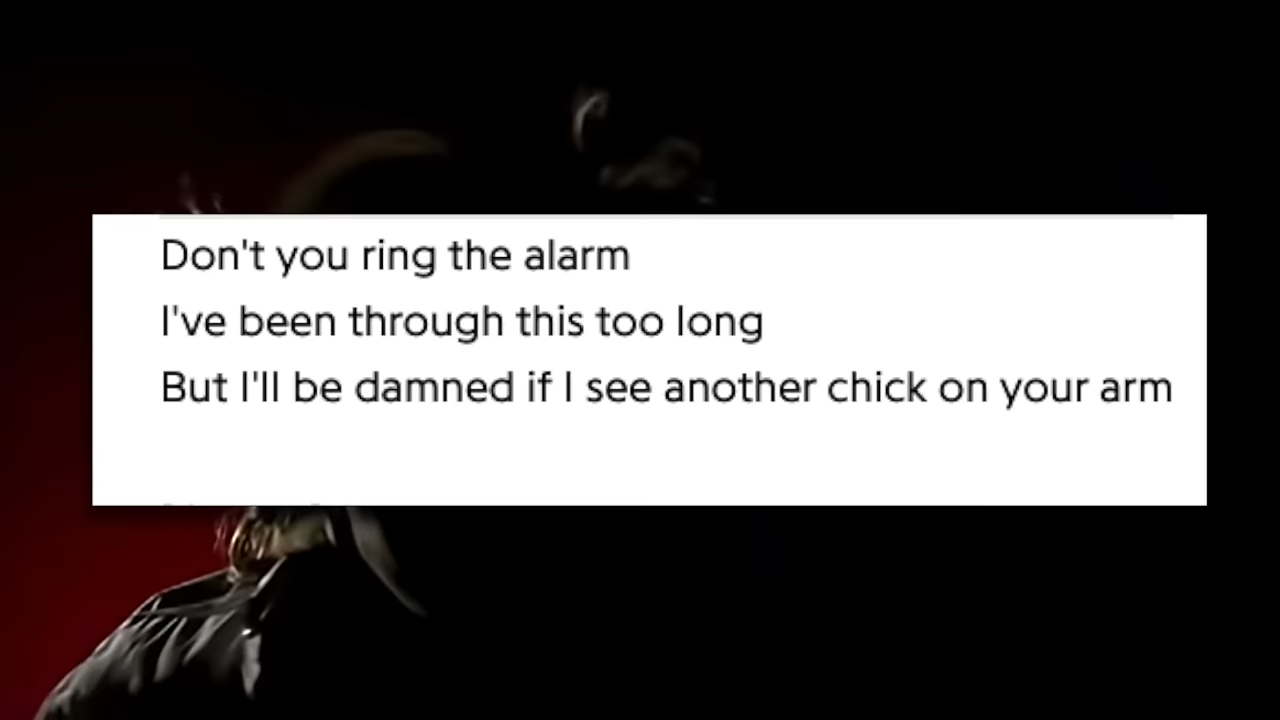 Don't you ring the alarm
I've been through this too long
But I'll be damned if I see another chick on your arm